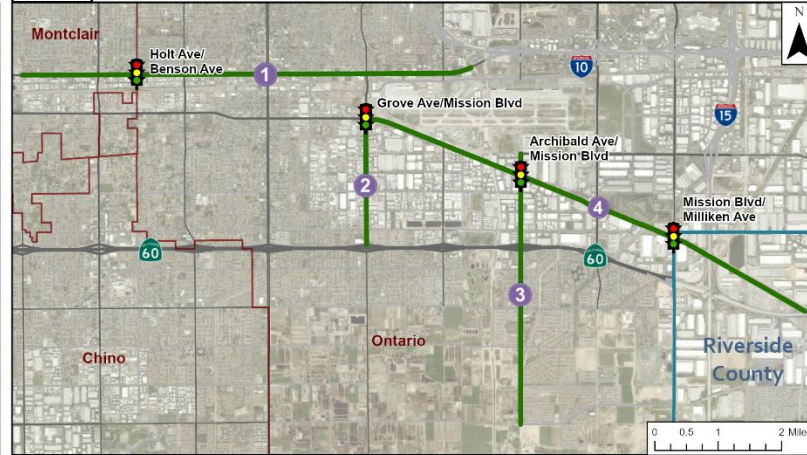 Montclair
Holt Ave/
Benson Ave
1
10
N
Grove Ave/Mission Blvd
15
Archibald Ave/
Mission Blvd
2
4
Mission Blvd/
Milliken Ave
60
60
3
Ontario
Chino
Riverside
County
0 0.5 1 2 Mile